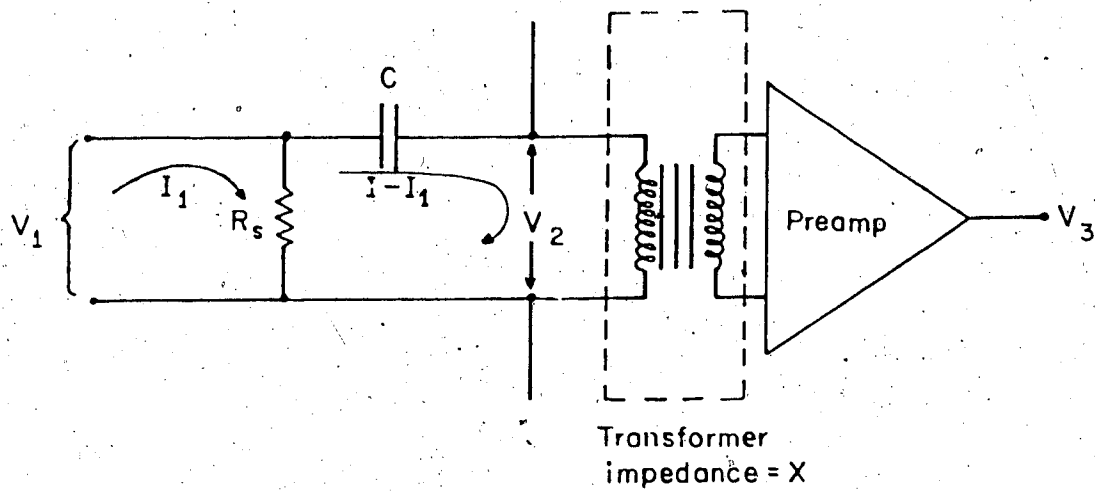 C
V₁
I₁
Rₛ
I - I₁
V₂
Preamp
V₃
Transformer
impedance = X